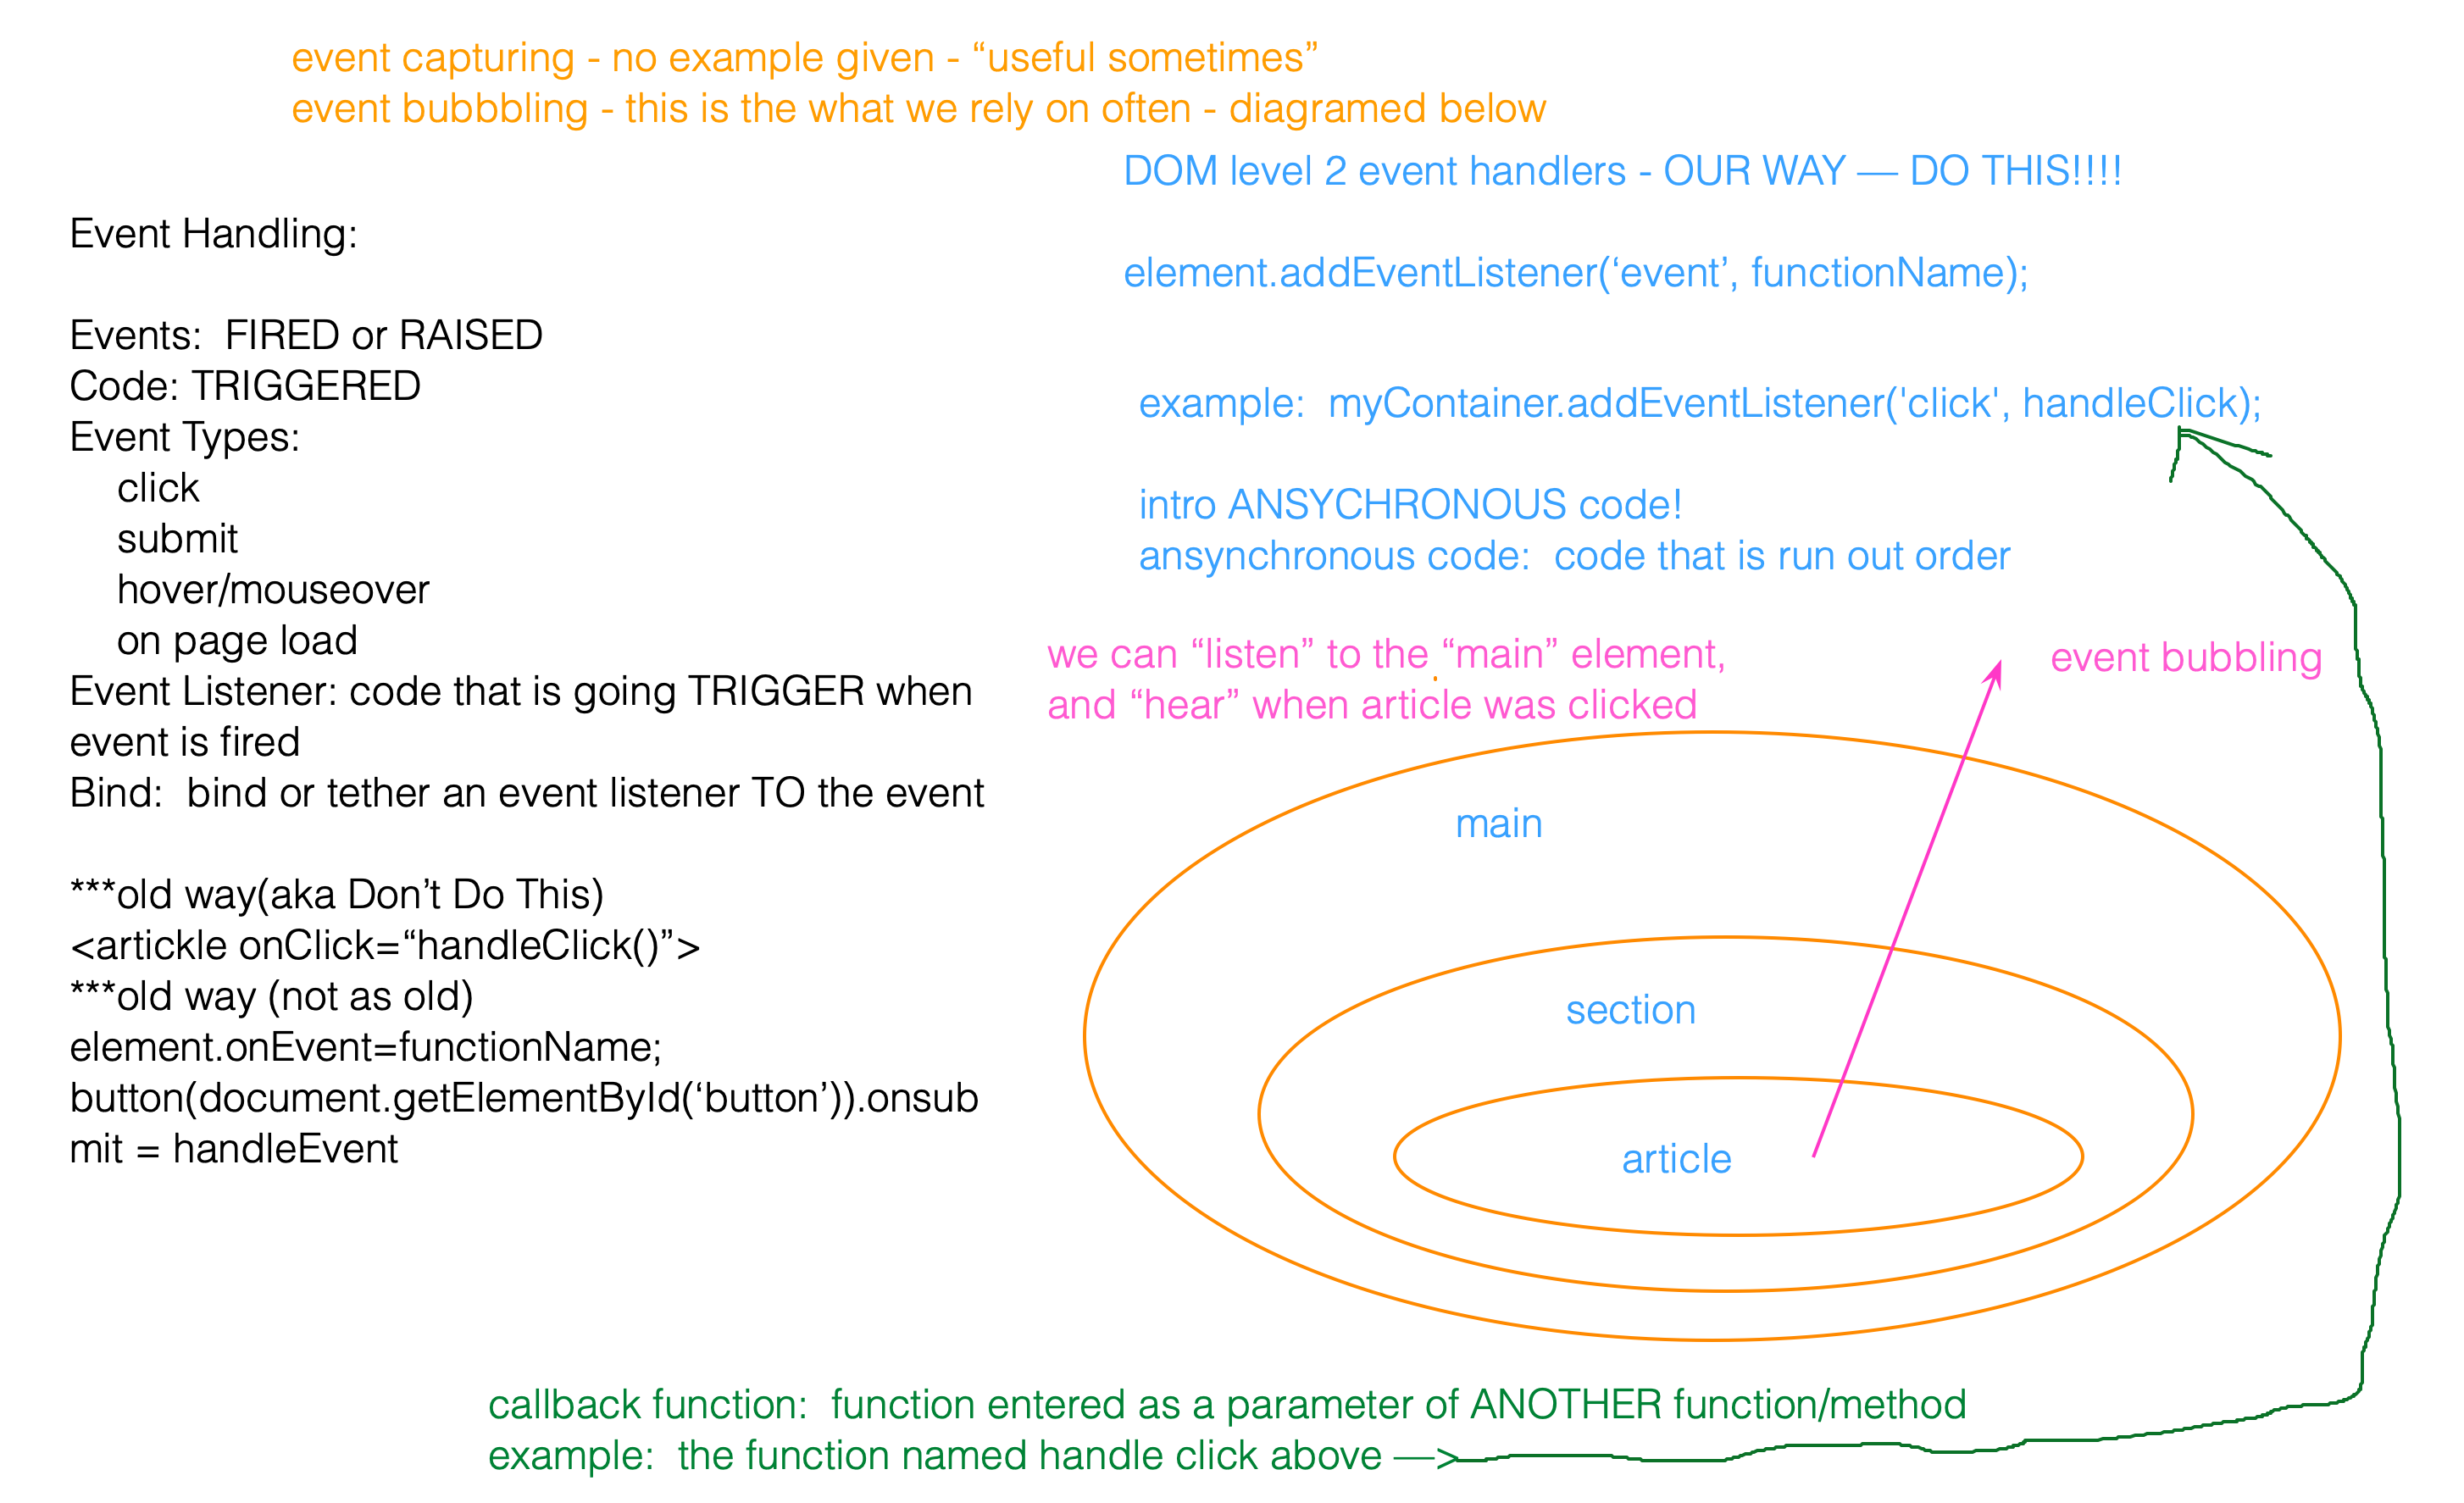 event capturing - no example given - “useful sometimes”
event bubbbling - this is the what we rely on often - diagramed below
Event Handling:
Events:  FIRED or RAISED
Code: TRIGGERED
Event Types:
click
submit
hover/mouseover
on page load
Event Listener: code that is going TRIGGER when
event is fired
Bind:  bind or tether an event listener TO the event
***old way(aka Don’t Do This)
<artickle onClick=“handleClick()”>
***old way (not as old)
element.onEvent=functionName;
button(document.getElementById(‘button’)).onsub
mit = handleEvent
DOM level 2 event handlers - OUR WAY — DO THIS!!!!
element.addEventListener(‘event’, functionName);
example:  myContainer.addEventListener('click', handleClick);
intro ANSYCHRONOUS code!
ansynchronous code:  code that is run out order
we can “listen” to the “main” element,
and “hear” when article was clicked
event bubbling
main
section
article
callback function:  function entered as a parameter of ANOTHER function/method
example:  the function named handle click above —>